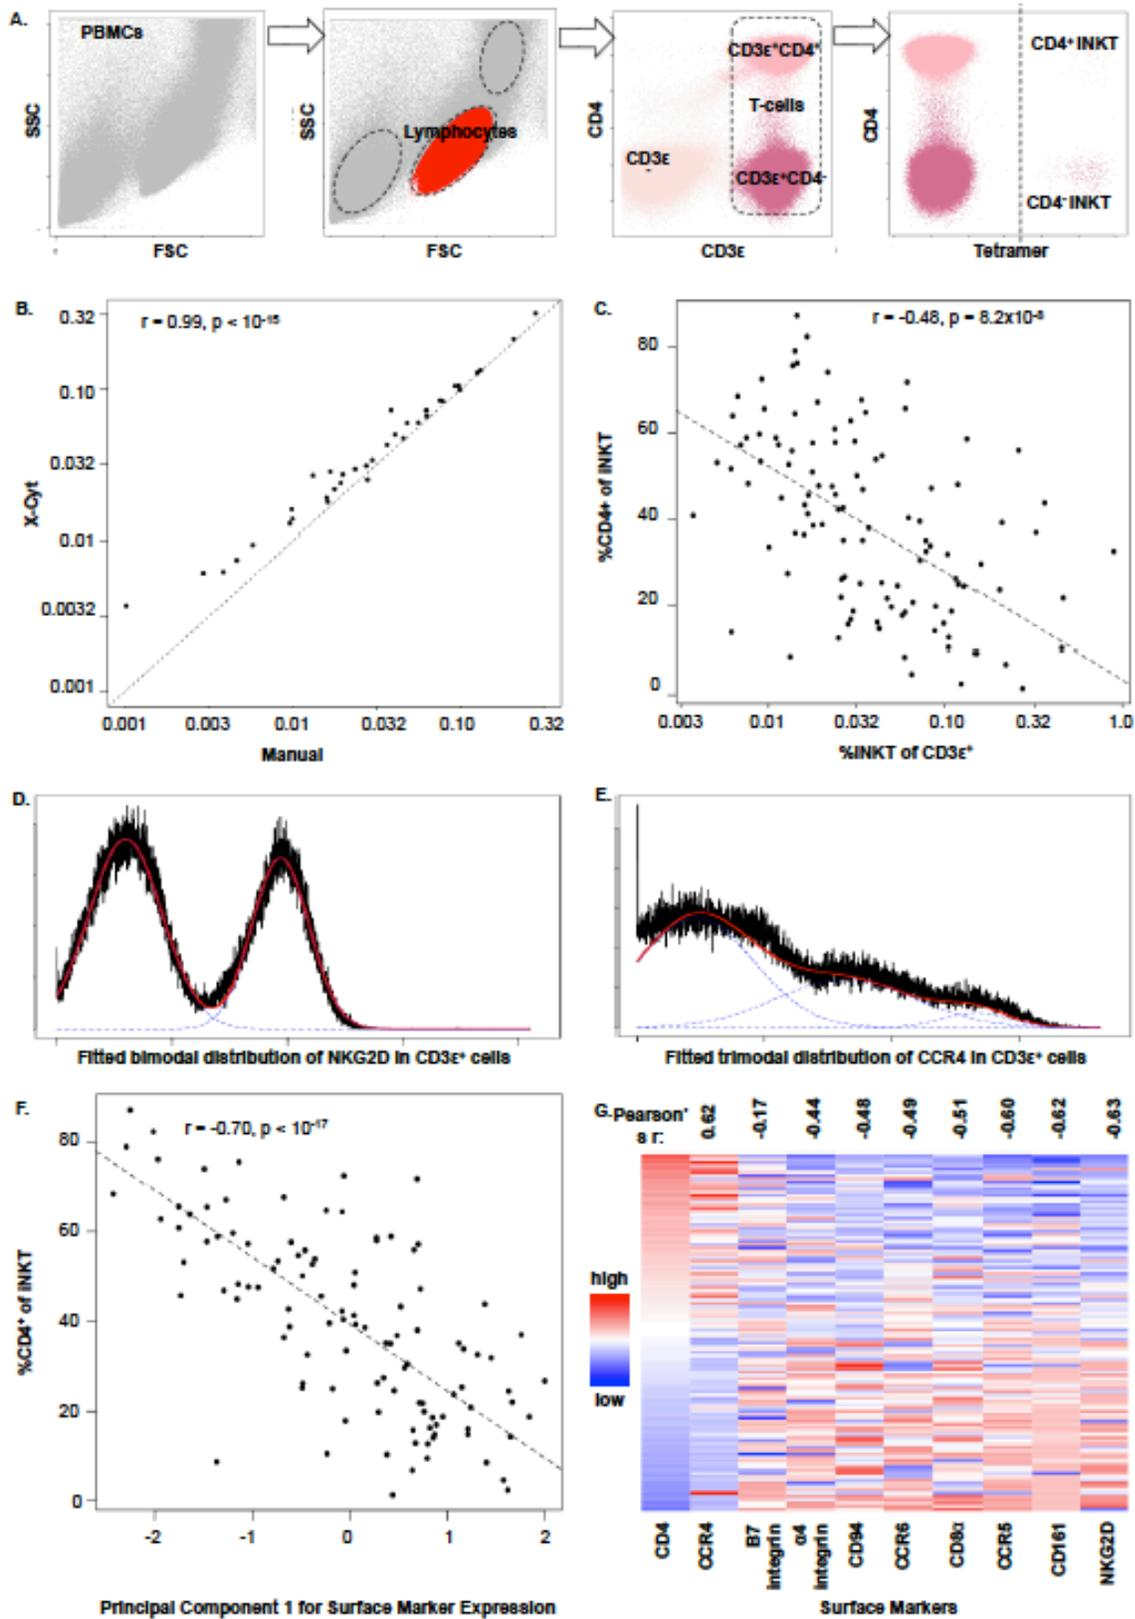 A.
PBMCs
SSC
FSC
SSC
Lymphocytes
FSC
CD4
CD3ε⁺CD4⁺
T-cells
CD3ε
-
CD3ε⁺CD4⁻
CD3ε
CD4
CD4⁺ iNKT
CD4⁻ iNKT
Tetramer
B.
r = 0.99, p < 10⁻¹⁵
X-Cyt
0.32
0.10
0.032
0.01
0.0032
0.001
0.001 0.003 0.01 0.032 0.10 0.32
Manual
C.
r = -0.48, p = 8.2x10⁻⁸
%CD4+ of iNKT
80
60
40
20
0
0.003 0.01 0.032 0.10 0.32 1.0
%iNKT of CD3ε⁺
D.
Fitted bimodal distribution of NKG2D in CD3ε⁺ cells
E.
Fitted trimodal distribution of CCR4 in CD3ε⁺ cells
F.
r = -0.70, p < 10⁻¹⁷
%CD4⁺ of iNKT
80
60
40
20
0
-2 -1 0 1 2
Principal Component 1 for Surface Marker Expression
G.
Pearson'
s r:
0.62 -0.17 -0.44 -0.48 -0.49 -0.51 -0.60 -0.62 -0.63
high
low
CD4
CCR4
B7
integrin
α4
integrin
CD94
CCR6
CD8α
CCR5
CD161
NKG2D
Surface Markers